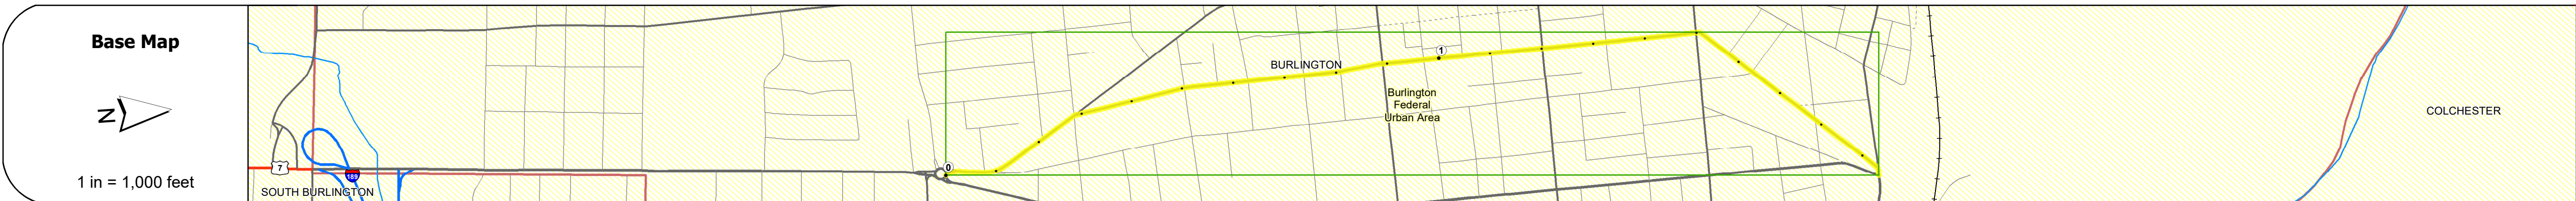 Base Map
N
1 in = 1,000 feet
7
189
SOUTH BURLINGTON
0
BURLINGTON
1
Burlington
Federal
Urban Area
COLCHESTER